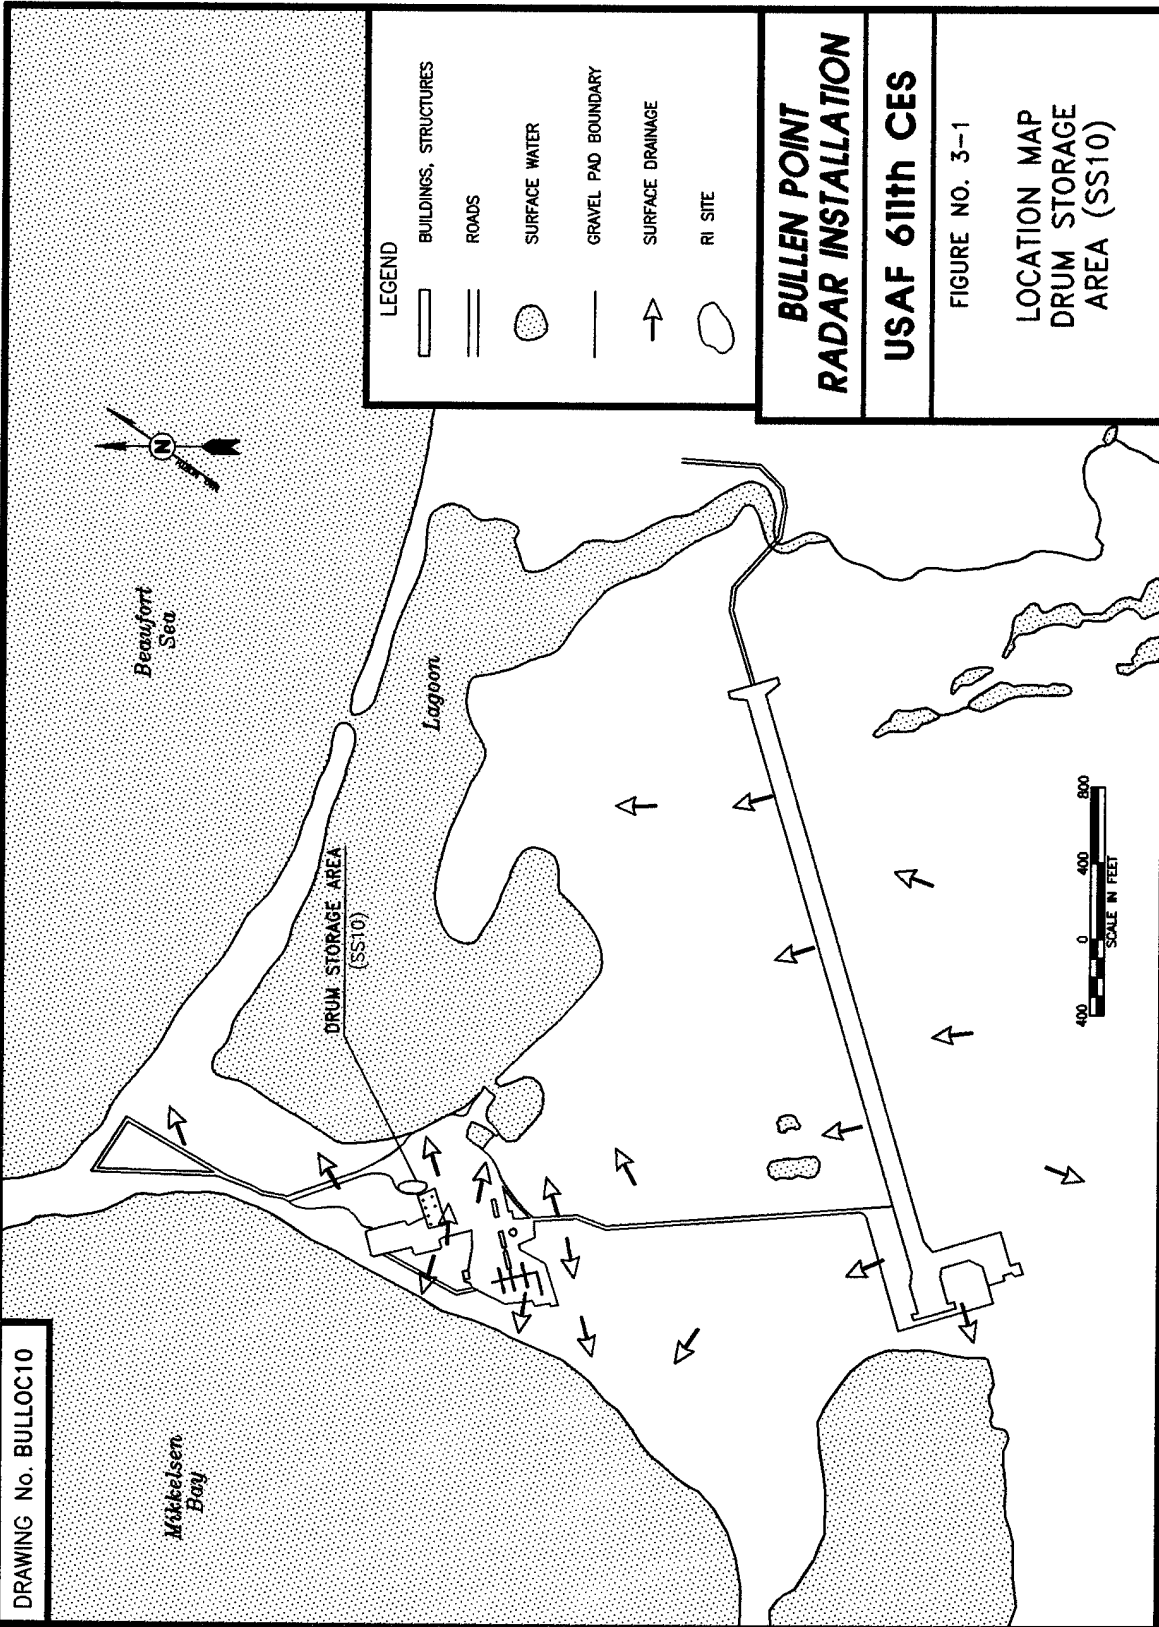 DRAWING No. BULLOC10
Mikkelsen
Bay
Beaufort
Sea
N
Lagoon
DRUM STORAGE AREA
(SS10)
400 0 400 800
SCALE IN FEET
LEGEND
BUILDINGS, STRUCTURES
ROADS
SURFACE WATER
GRAVEL PAD BOUNDARY
SURFACE DRAINAGE
RI SITE
BULLEN POINT
RADAR INSTALLATION
USAF 611th CES
FIGURE NO. 3-1
LOCATION MAP
DRUM STORAGE
AREA (SS10)